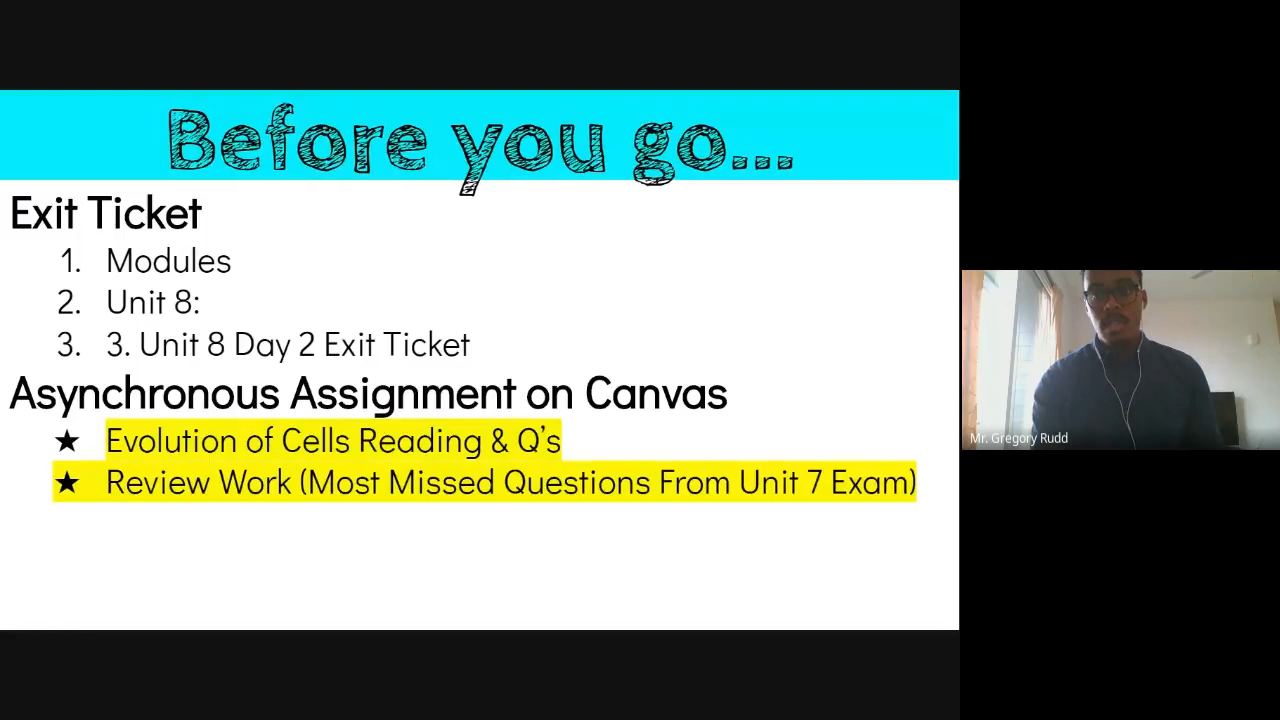 Before you go...
Exit Ticket
1. Modules
2. Unit 8:
3. 3. Unit 8 Day 2 Exit Ticket
Asynchronous Assignment on Canvas
★ Evolution of Cells Reading & Q's
★ Review Work (Most Missed Questions From Unit 7 Exam)
Mr. Gregory Rudd